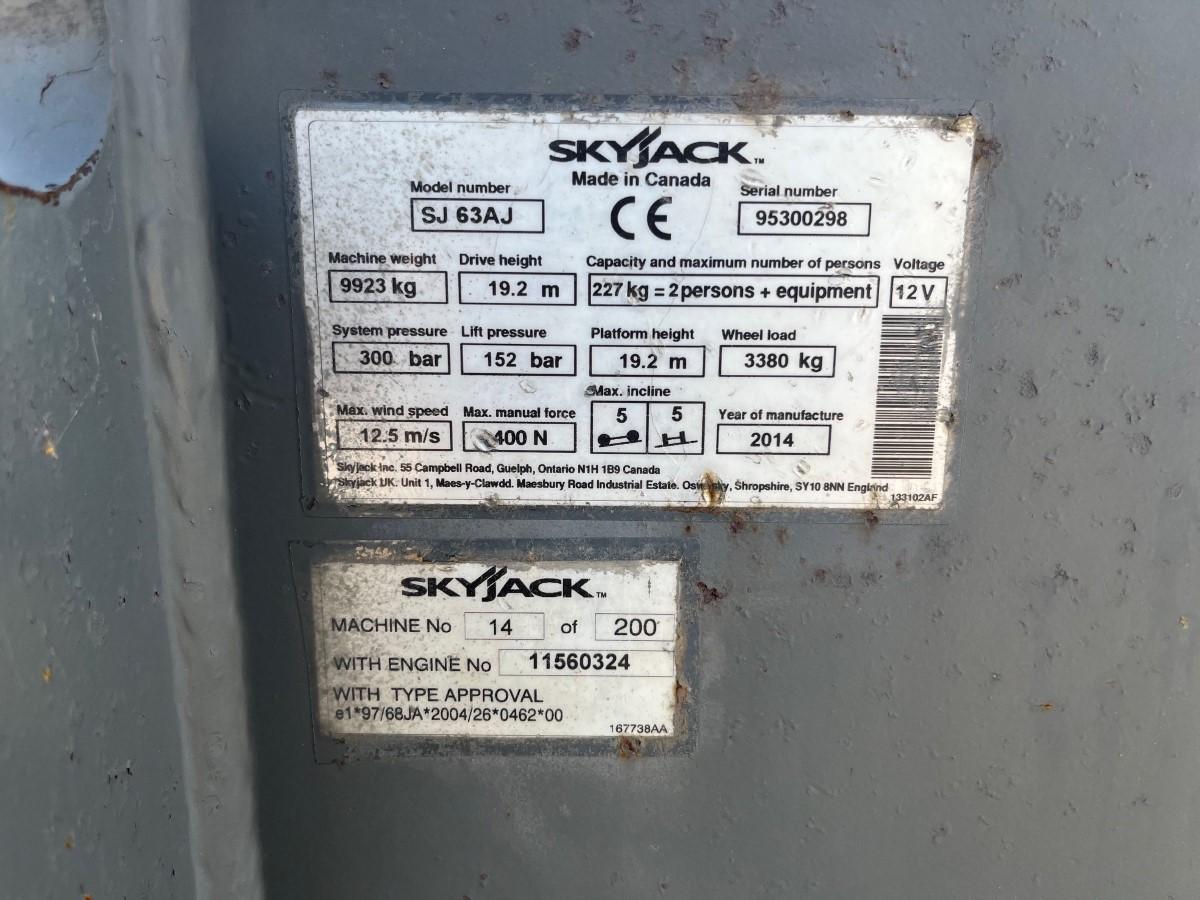 SKYJACK™
Made in Canada
Model number
SJ 63AJ
CE
Serial number
95300298
Machine weight
9923 kg
Drive height
19.2 m
Capacity and maximum number of persons
227 kg = 2 persons + equipment
Voltage
12 V
System pressure
300 bar
Lift pressure
152 bar
Platform height
19.2 m
Wheel load
3380 kg
Max. wind speed
12.5 m/s
Max. manual force
400 N
Max. incline
5 5
Year of manufacture
2014
Skyjack Inc. 55 Campbell Road, Guelph, Ontario N1H 1B9 Canada
Skyjack UK. Unit 1, Maes-y-Clawdd. Maesbury Road Industrial Estate. Oswestry, Shropshire, SY10 8NN England
133102AF
SKYJACK™
MACHINE No 14 of 200
WITH ENGINE No 11560324
WITH TYPE APPROVAL
e1*97/68JA*2004/26*0462*00
167738AA